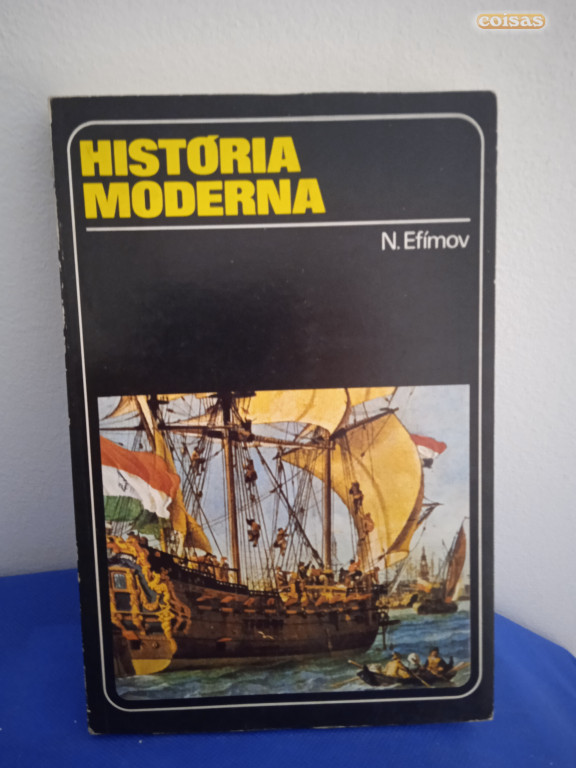 coisas
HISTÓRIA
MODERNA
N. Efímov